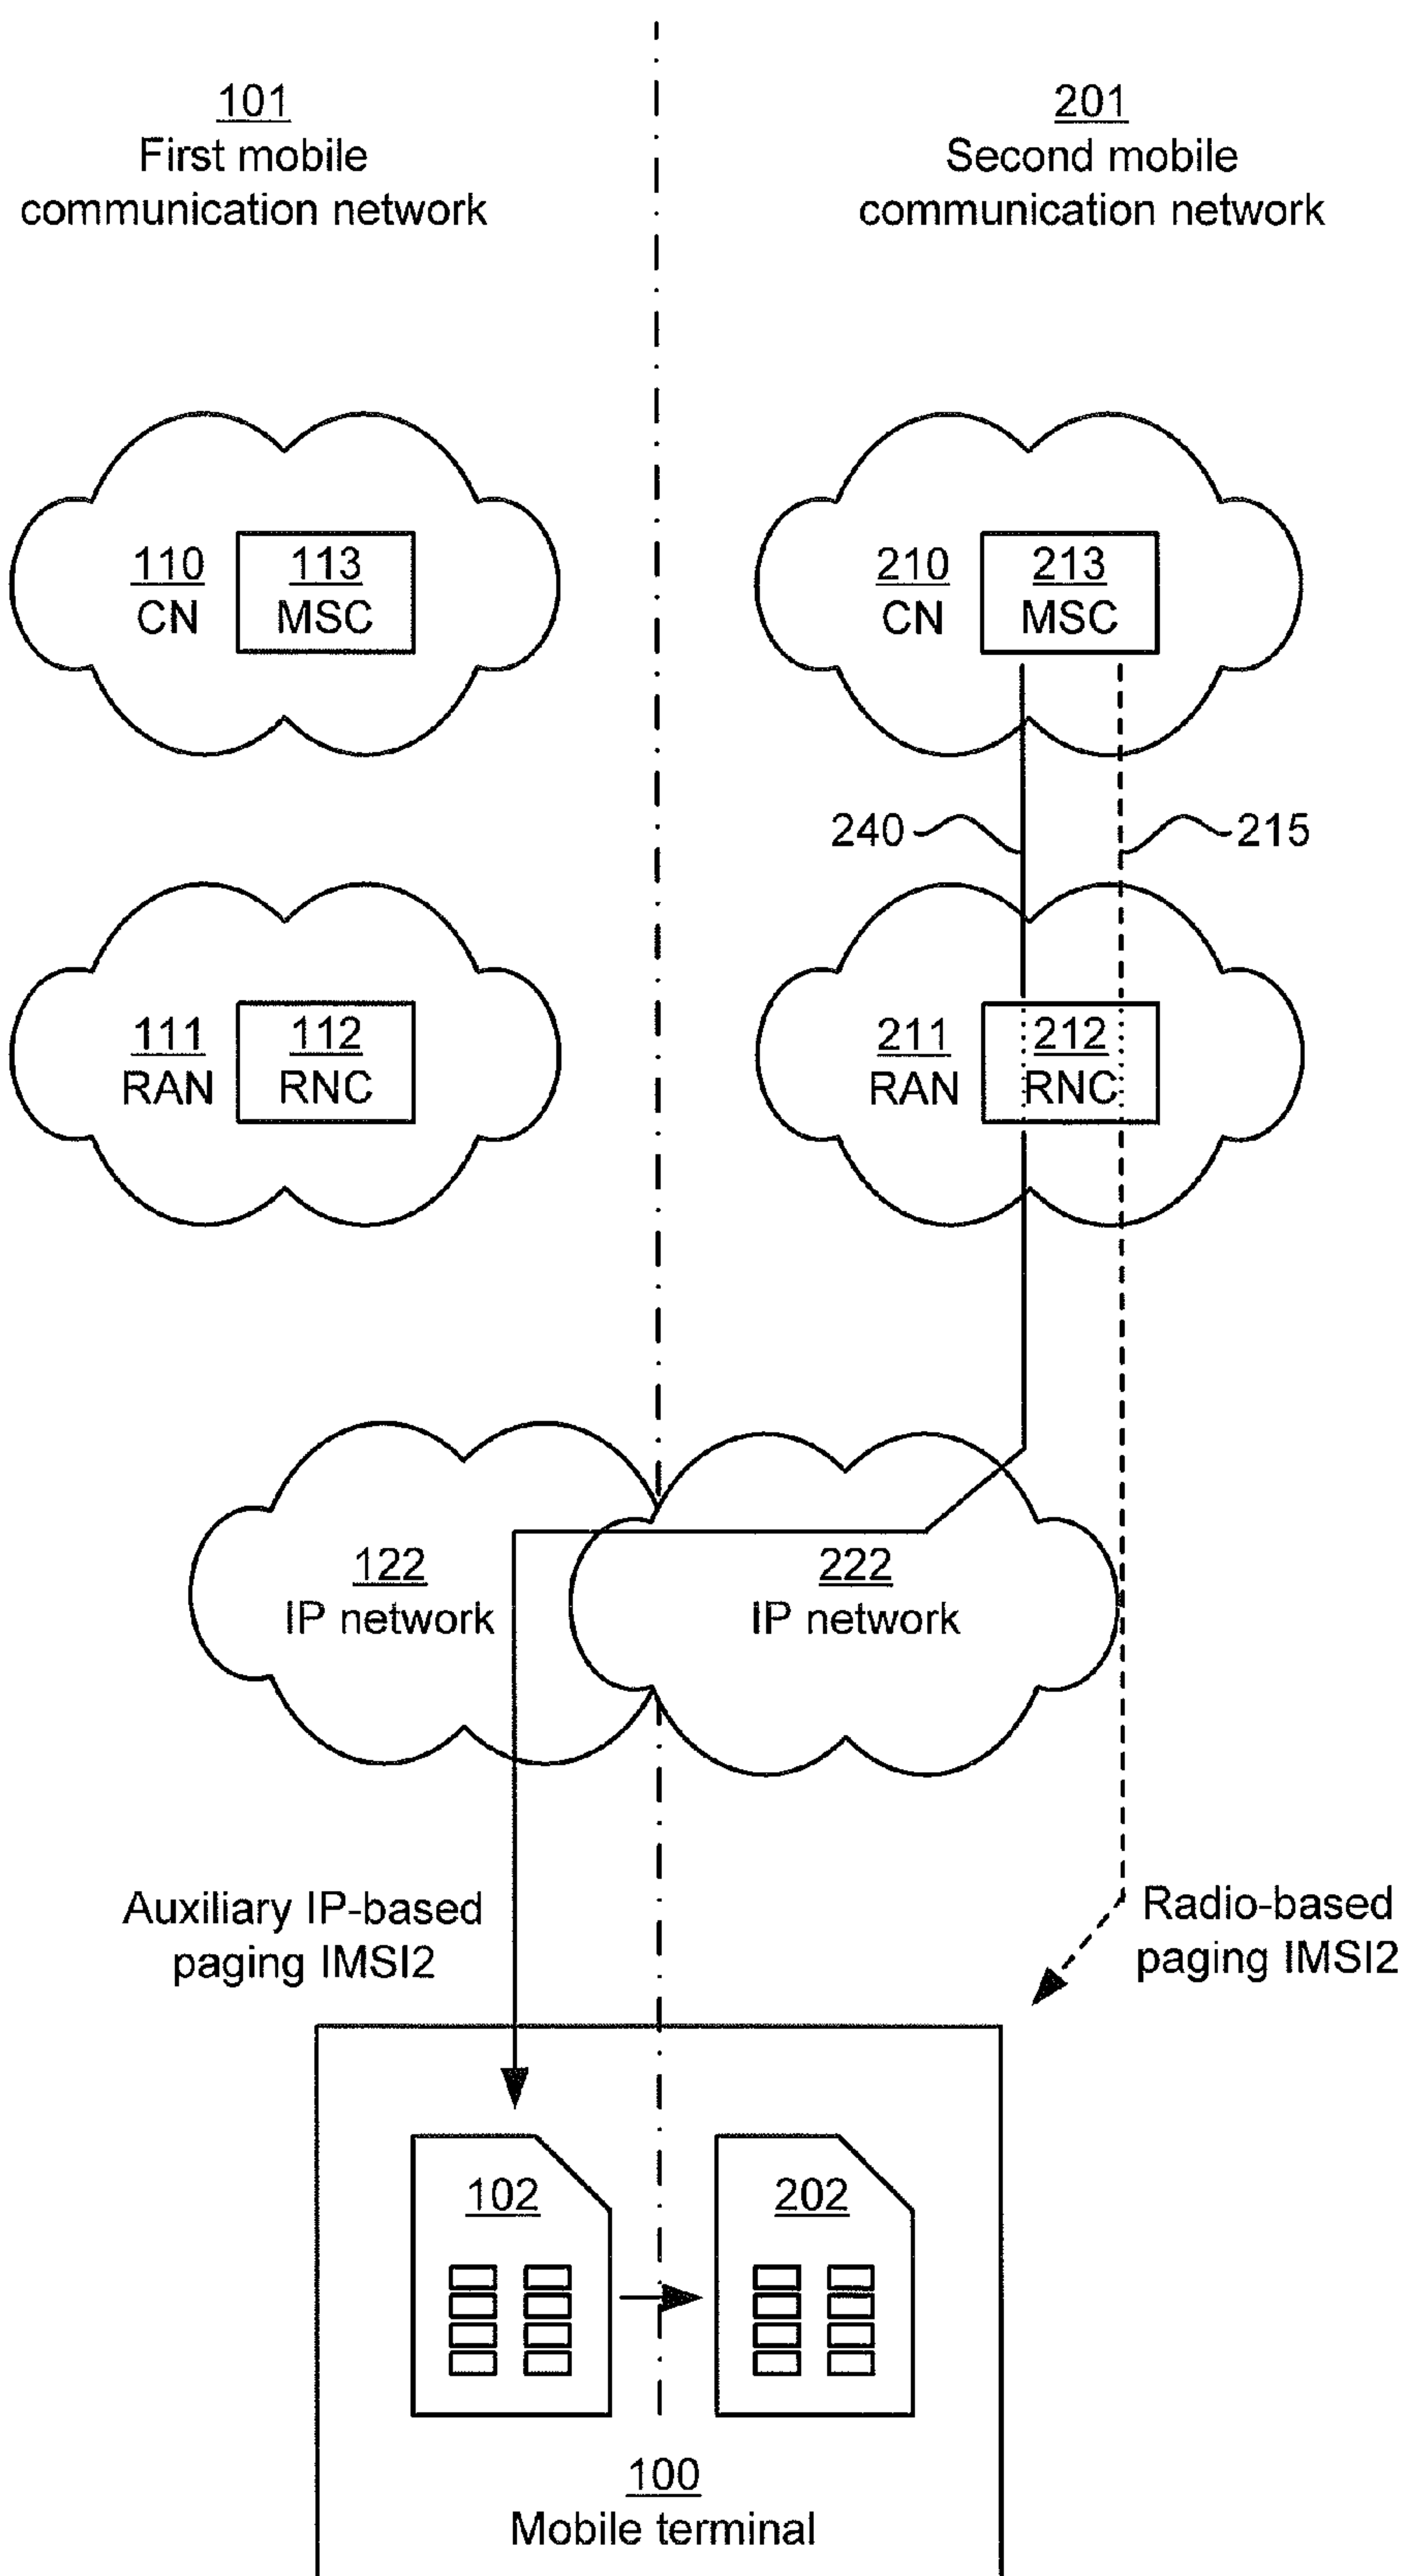 101
First mobile
communication network
201
Second mobile
communication network
110
CN
113
MSC
210
CN
213
MSC
240
215
111
RAN
112
RNC
211
RAN
212
RNC
122
IP network
222
IP network
Auxiliary IP-based
paging IMSI2
Radio-based
paging IMSI2
102
202
100
Mobile terminal